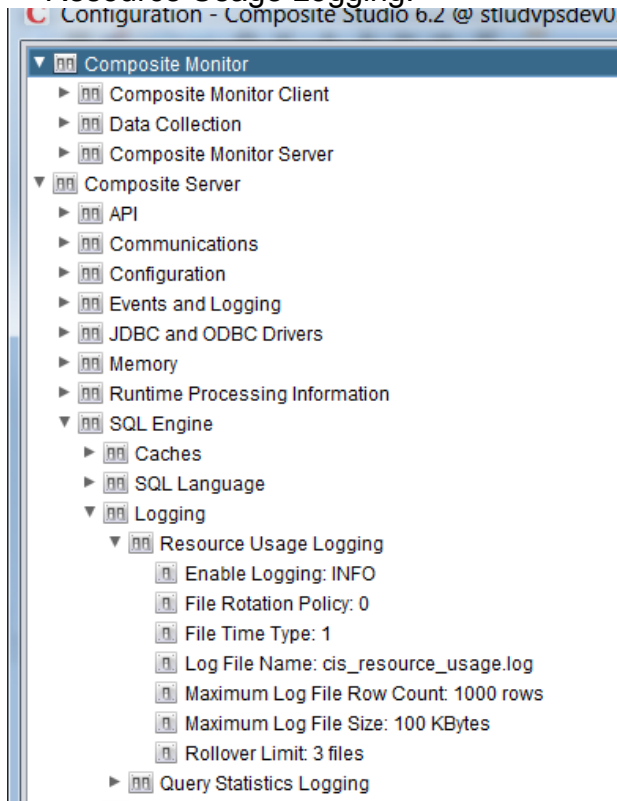 Resource Usage Logging.
Configuration - Composite Studio 6.2 @ stludvpsdev0
Composite Monitor
Composite Monitor Client
Data Collection
Composite Monitor Server
Composite Server
API
Communications
Configuration
Events and Logging
JDBC and ODBC Drivers
Memory
Runtime Processing Information
SQL Engine
Caches
SQL Language
Logging
Resource Usage Logging
Enable Logging: INFO
File Rotation Policy: 0
File Time Type: 1
Log File Name: cis_resource_usage.log
Maximum Log File Row Count: 1000 rows
Maximum Log File Size: 100 KBytes
Rollover Limit: 3 files
Query Statistics Logging